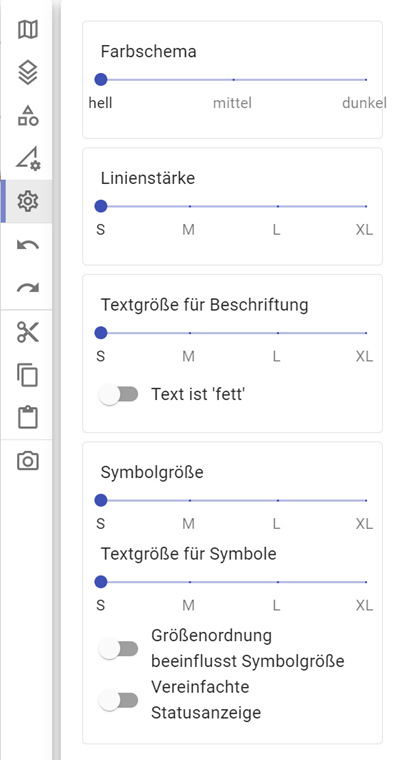 Farbschema
hell mittel dunkel
Linienstärke
S M L XL
Textgröße für Beschriftung
S M L XL
Text ist 'fett'
Symbolgröße
S M L XL
Textgröße für Symbole
S M L XL
Größenordnung
beeinflusst Symbolgröße
Vereinfachte
Statusanzeige